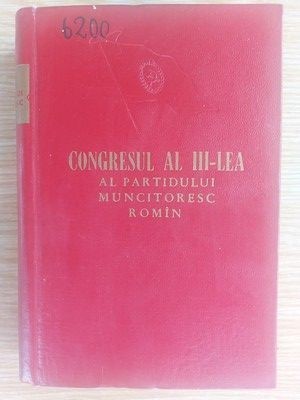 6200
CONGRESUL AL III-LEA
AL PARTIDULUI
MUNCITORESC
ROMÎN